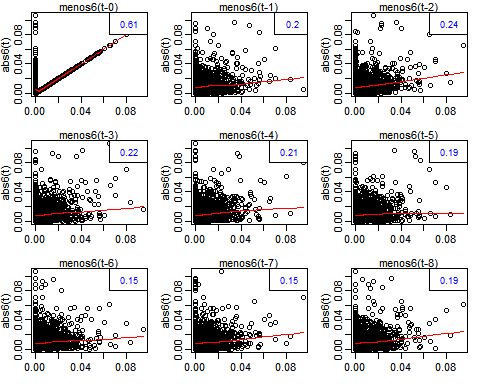 menos6(t-0)
0.61
abs6(t)
0.00 0.04 0.08
0.00 0.04 0.08
menos6(t-1)
0.2
abs6(t)
0.00 0.04 0.08
0.00 0.04 0.08
menos6(t-2)
0.24
abs6(t)
0.00 0.04 0.08
0.00 0.04 0.08
menos6(t-3)
0.22
abs6(t)
0.00 0.04 0.08
0.00 0.04 0.08
menos6(t-4)
0.21
abs6(t)
0.00 0.04 0.08
0.00 0.04 0.08
menos6(t-5)
0.19
abs6(t)
0.00 0.04 0.08
0.00 0.04 0.08
menos6(t-6)
0.15
abs6(t)
0.00 0.04 0.08
0.00 0.04 0.08
menos6(t-7)
0.15
abs6(t)
0.00 0.04 0.08
0.00 0.04 0.08
menos6(t-8)
0.19
abs6(t)
0.00 0.04 0.08
0.00 0.04 0.08